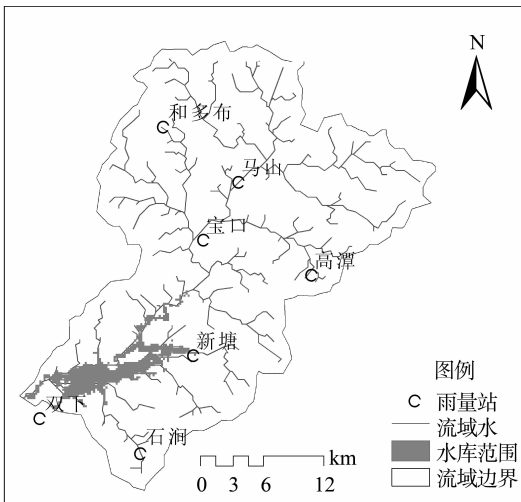 N
和多布
马山
宝口
高潭
新塘
双下
石涧
图例
雨量站
流域水
水库范围
流域边界
km
0 3 6 12